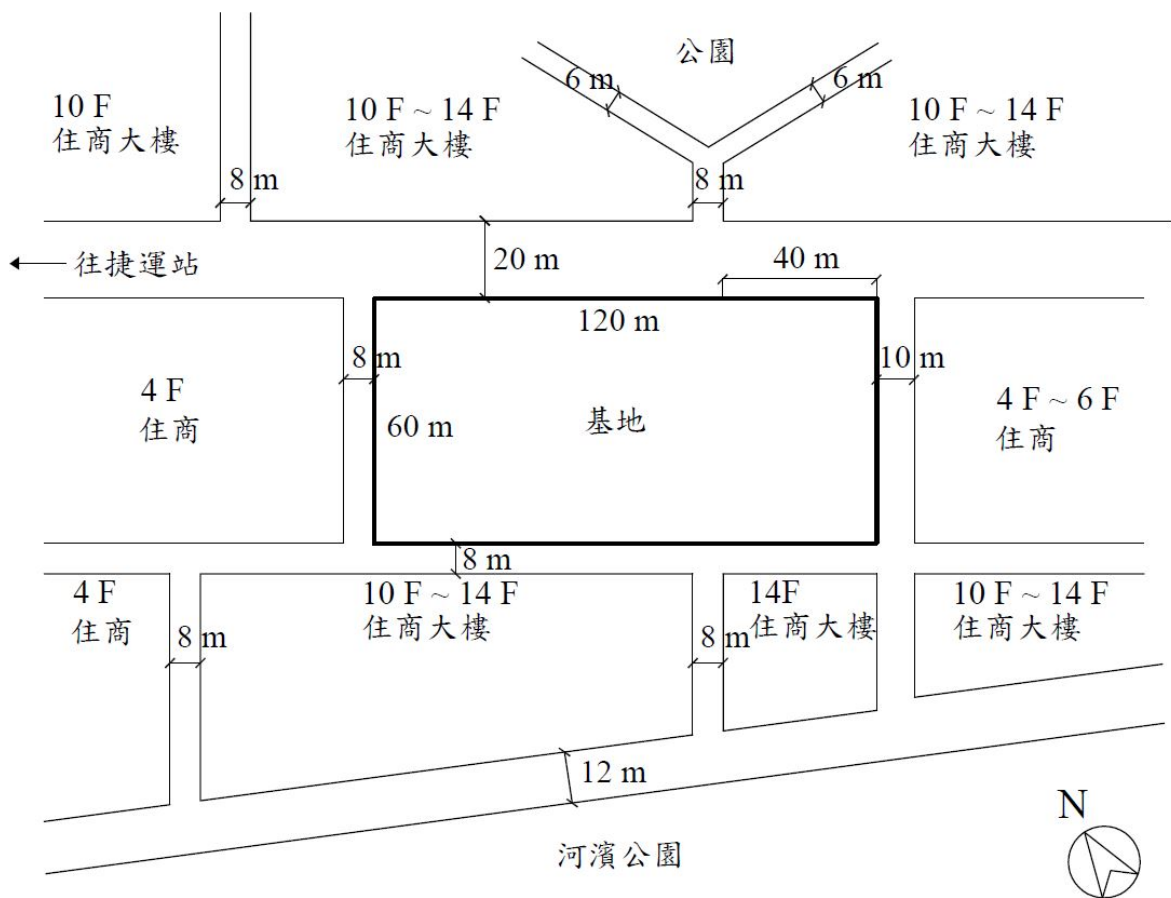 公園
6 m
6 m
10 F
住商大樓
10 F ~ 14 F
住商大樓
10 F ~ 14 F
住商大樓
8 m
8 m
往捷運站
20 m
40 m
120 m
8 m
10 m
4 F
住商
60 m
基地
4 F ~ 6 F
住商
8 m
4 F
住商
10 F ~ 14 F
住商大樓
14F
住商大樓
10 F ~ 14 F
住商大樓
8 m
8 m
12 m
河濱公園
N